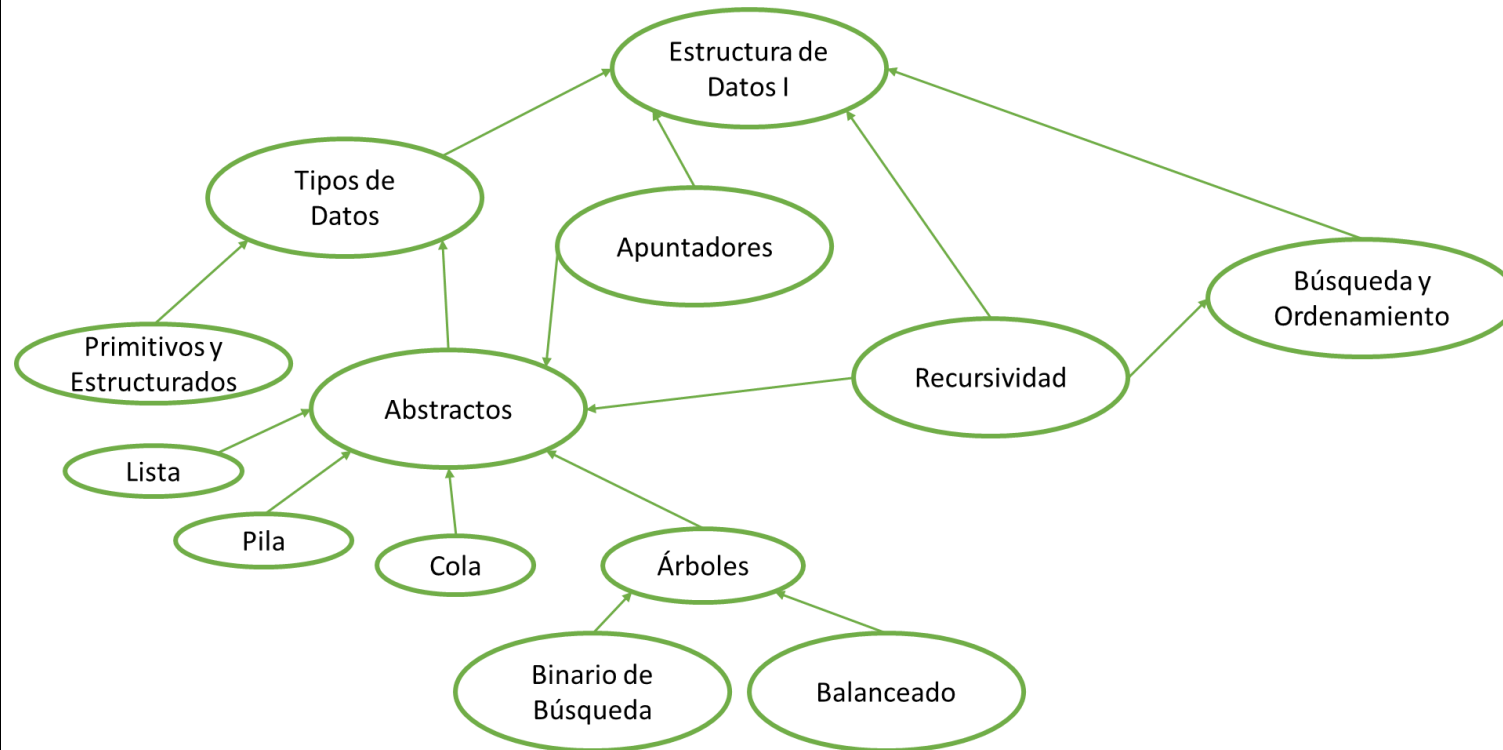 Estructura de
Datos I
Tipos de
Datos
Apuntadores
Búsqueda y
Ordenamiento
Primitivos y
Estructurados
Abstractos
Recursividad
Lista
Pila
Cola
Árboles
Binario de
Búsqueda
Balanceado